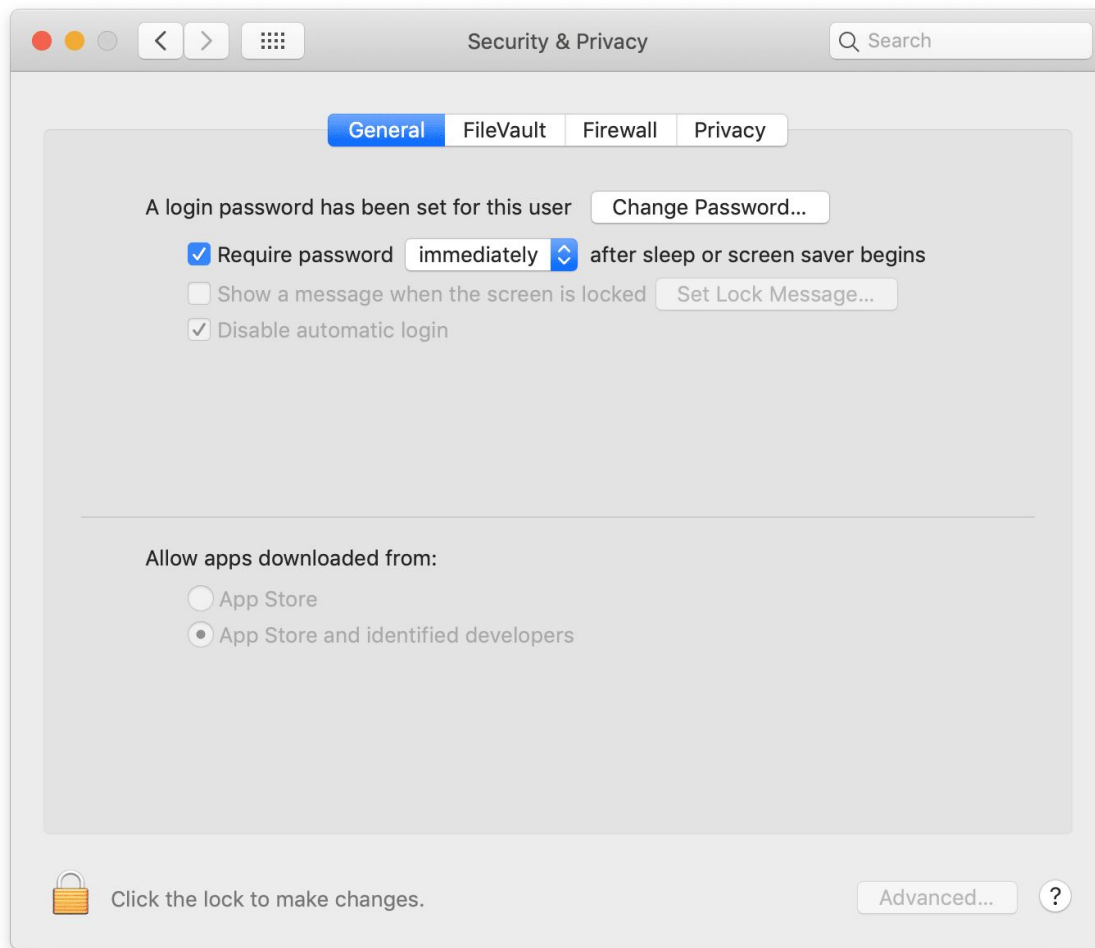 Security & Privacy
Search
General FileVault Firewall Privacy
A login password has been set for this user Change Password...
Require password immediately after sleep or screen saver begins
Show a message when the screen is locked Set Lock Message...
Disable automatic login
Allow apps downloaded from:
App Store
App Store and identified developers
Click the lock to make changes.
Advanced... ?